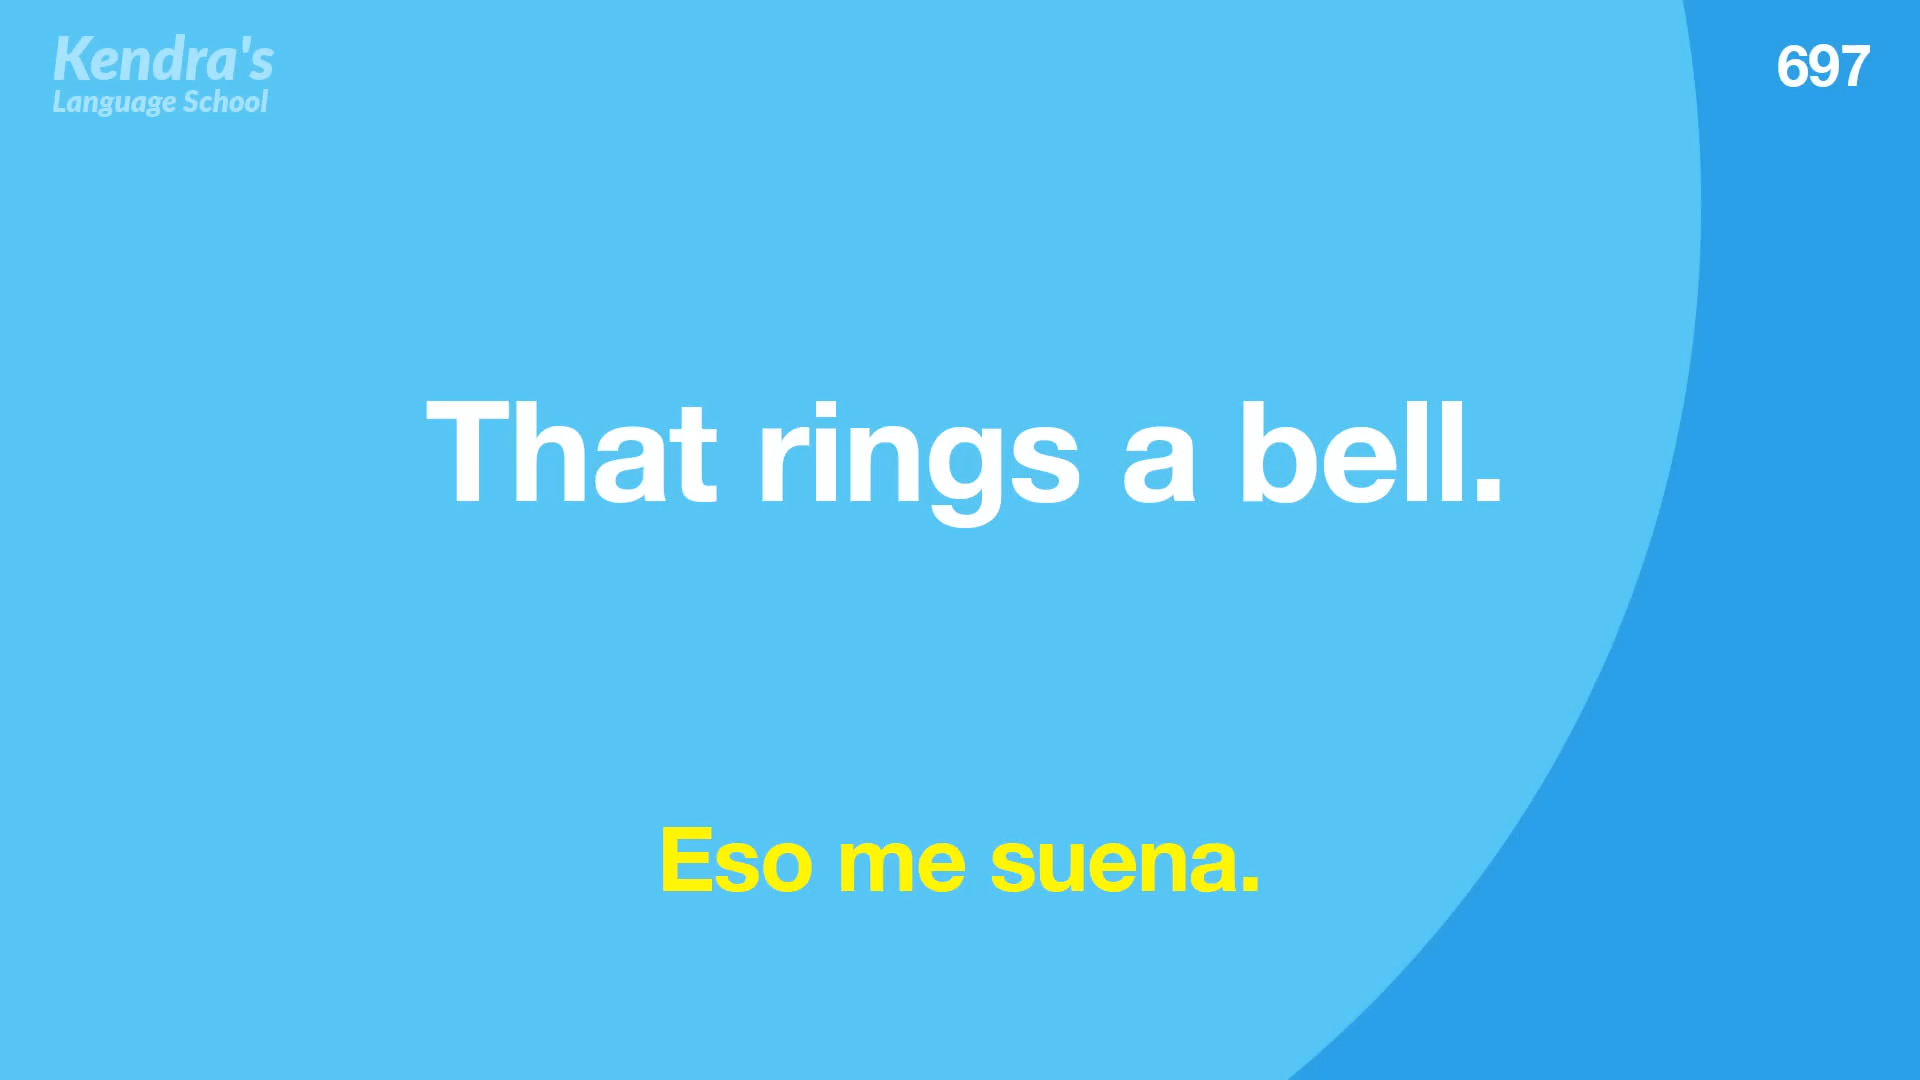 Kendra's
Language School
697
That rings a bell.
Eso me suena.